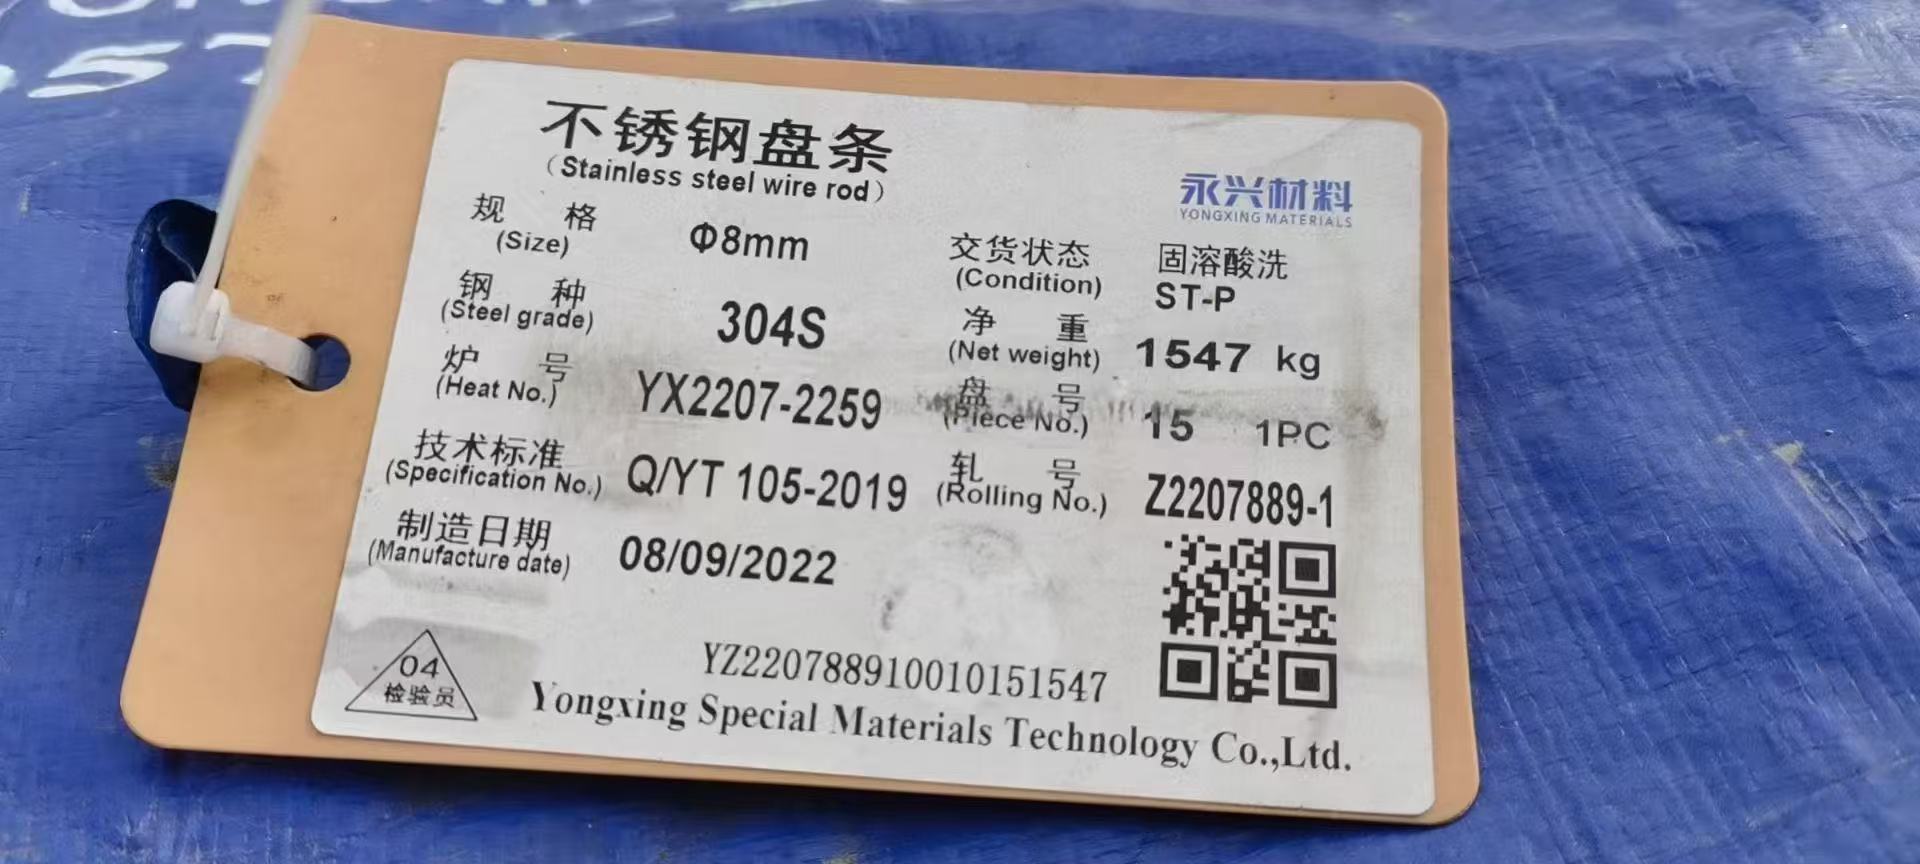 不锈钢盘条
(Stainless steel wire rod)
永兴材料
YONGXING MATERIALS
规 格 Φ8mm 交货状态 固溶酸洗
(Size) (Condition) ST-P
钢 种 304S 净 重 1547 kg
(Steel grade) (Net weight)
炉 号 YX2207-2259 盘 号 15 1PC
(Heat No.) (Piece No.)
技术标准 Q/YT 105-2019 轧 号 Z2207889-1
(Specification No.) (Rolling No.)
制造日期 08/09/2022
(Manufacture date)
04
检验员
YZ220788910010151547
Yongxing Special Materials Technology Co.,Ltd.